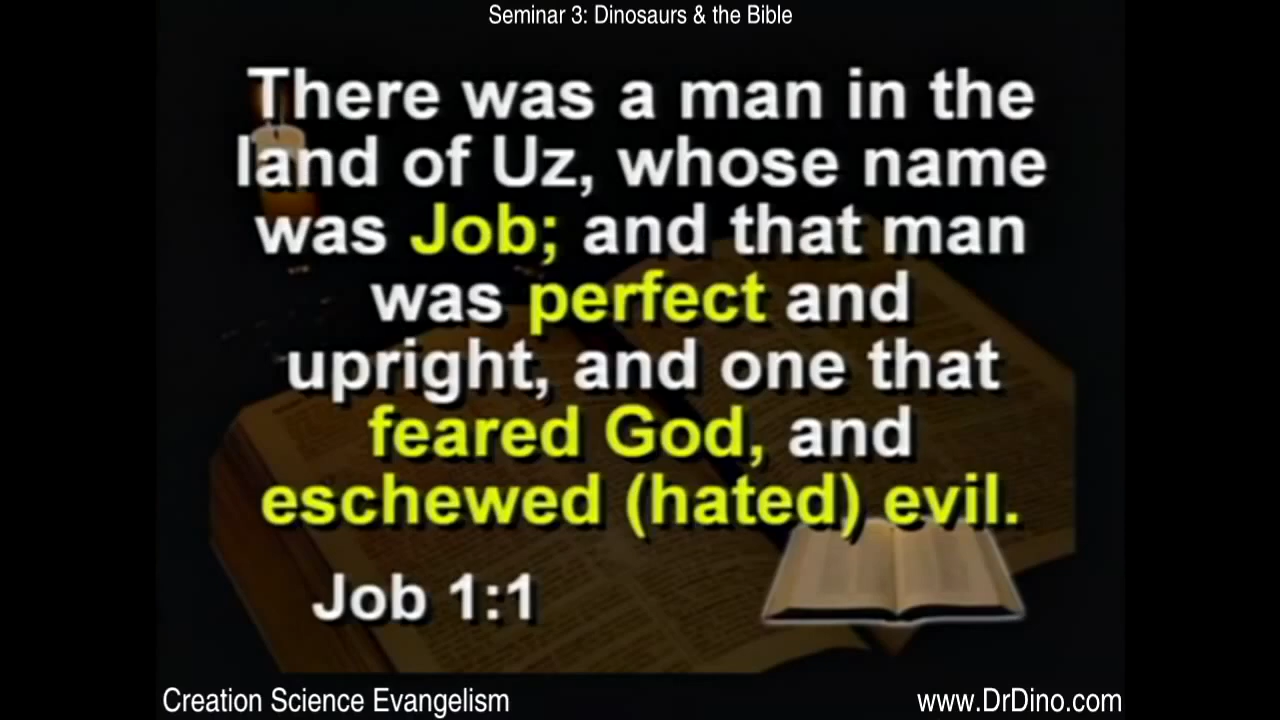 Seminar 3: Dinosaurs & the Bible
There was a man in the
land of Uz, whose name
was Job; and that man
was perfect and
upright, and one that
feared God, and
eschewed (hated) evil.
Job 1:1
Creation Science Evangelism
www.DrDino.com